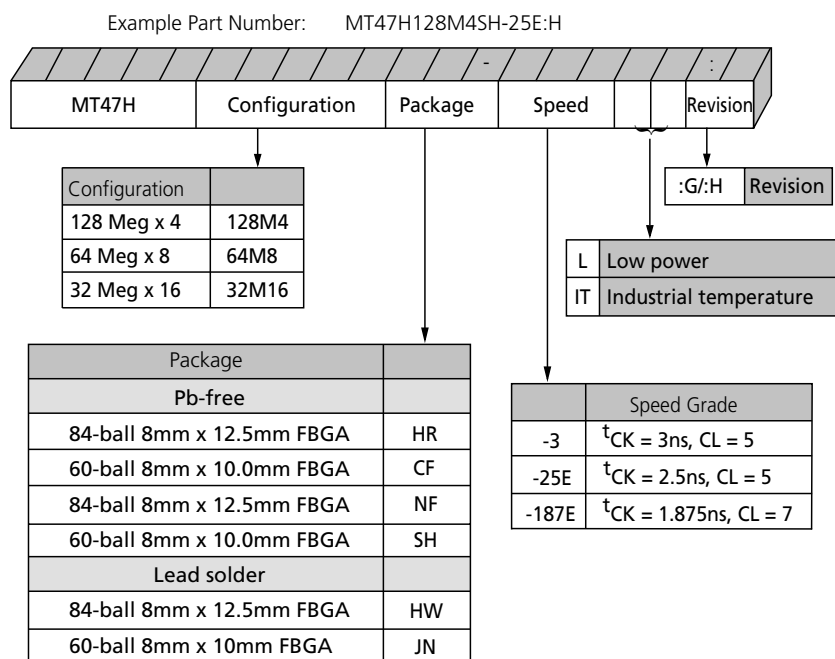 Example Part Number: MT47H128M4SH-25E:H
- :
MT47H Configuration Package Speed Revision
Configuration
128 Meg x 4 128M4
64 Meg x 8 64M8
32 Meg x 16 32M16
:G/:H Revision
L Low power
IT Industrial temperature
Package
Pb-free
84-ball 8mm x 12.5mm FBGA HR
60-ball 8mm x 10.0mm FBGA CF
84-ball 8mm x 12.5mm FBGA NF
60-ball 8mm x 10.0mm FBGA SH
Lead solder
84-ball 8mm x 12.5mm FBGA HW
60-ball 8mm x 10mm FBGA JN
Speed Grade
-3 tCK = 3ns, CL = 5
-25E tCK = 2.5ns, CL = 5
-187E tCK = 1.875ns, CL = 7